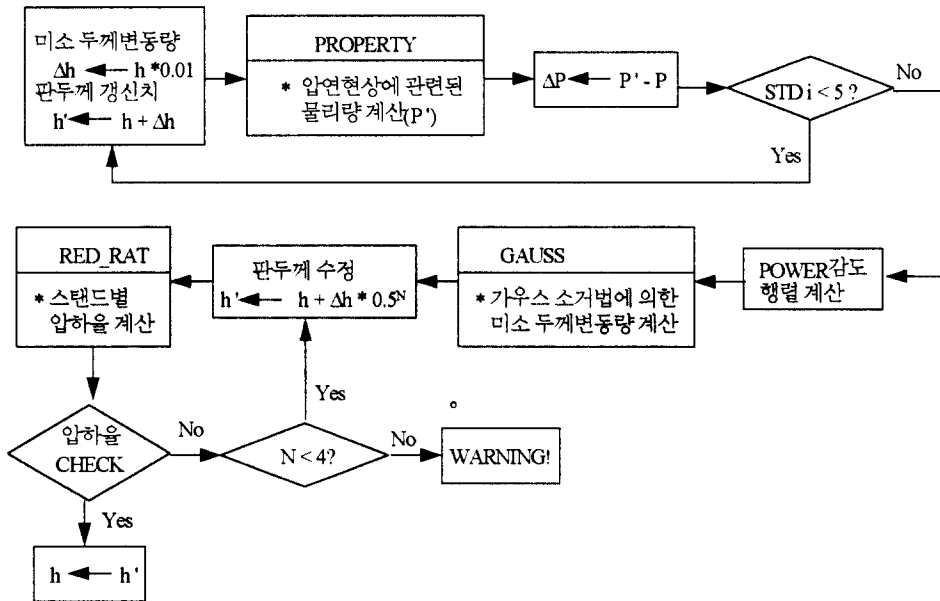 미소 두께변동량
Δh ← h *0.01
판두께 갱신치
h' ← h + Δh
PROPERTY
* 압연현상에 관련된
물리량 계산(P')
ΔP ← P' - P
STD i < 5 ?
No
Yes
RED_RAT
* 스탠드별
압하율 계산
판두께 수정
h' ← h + Δh * 0.5ᴺ
GAUSS
* 가우스 소거법에 의한
미소 두께변동량 계산
POWER감도
행렬 계산
압하율
CHECK
No
Yes
N < 4?
Yes
No
WARNING!
h ← h'